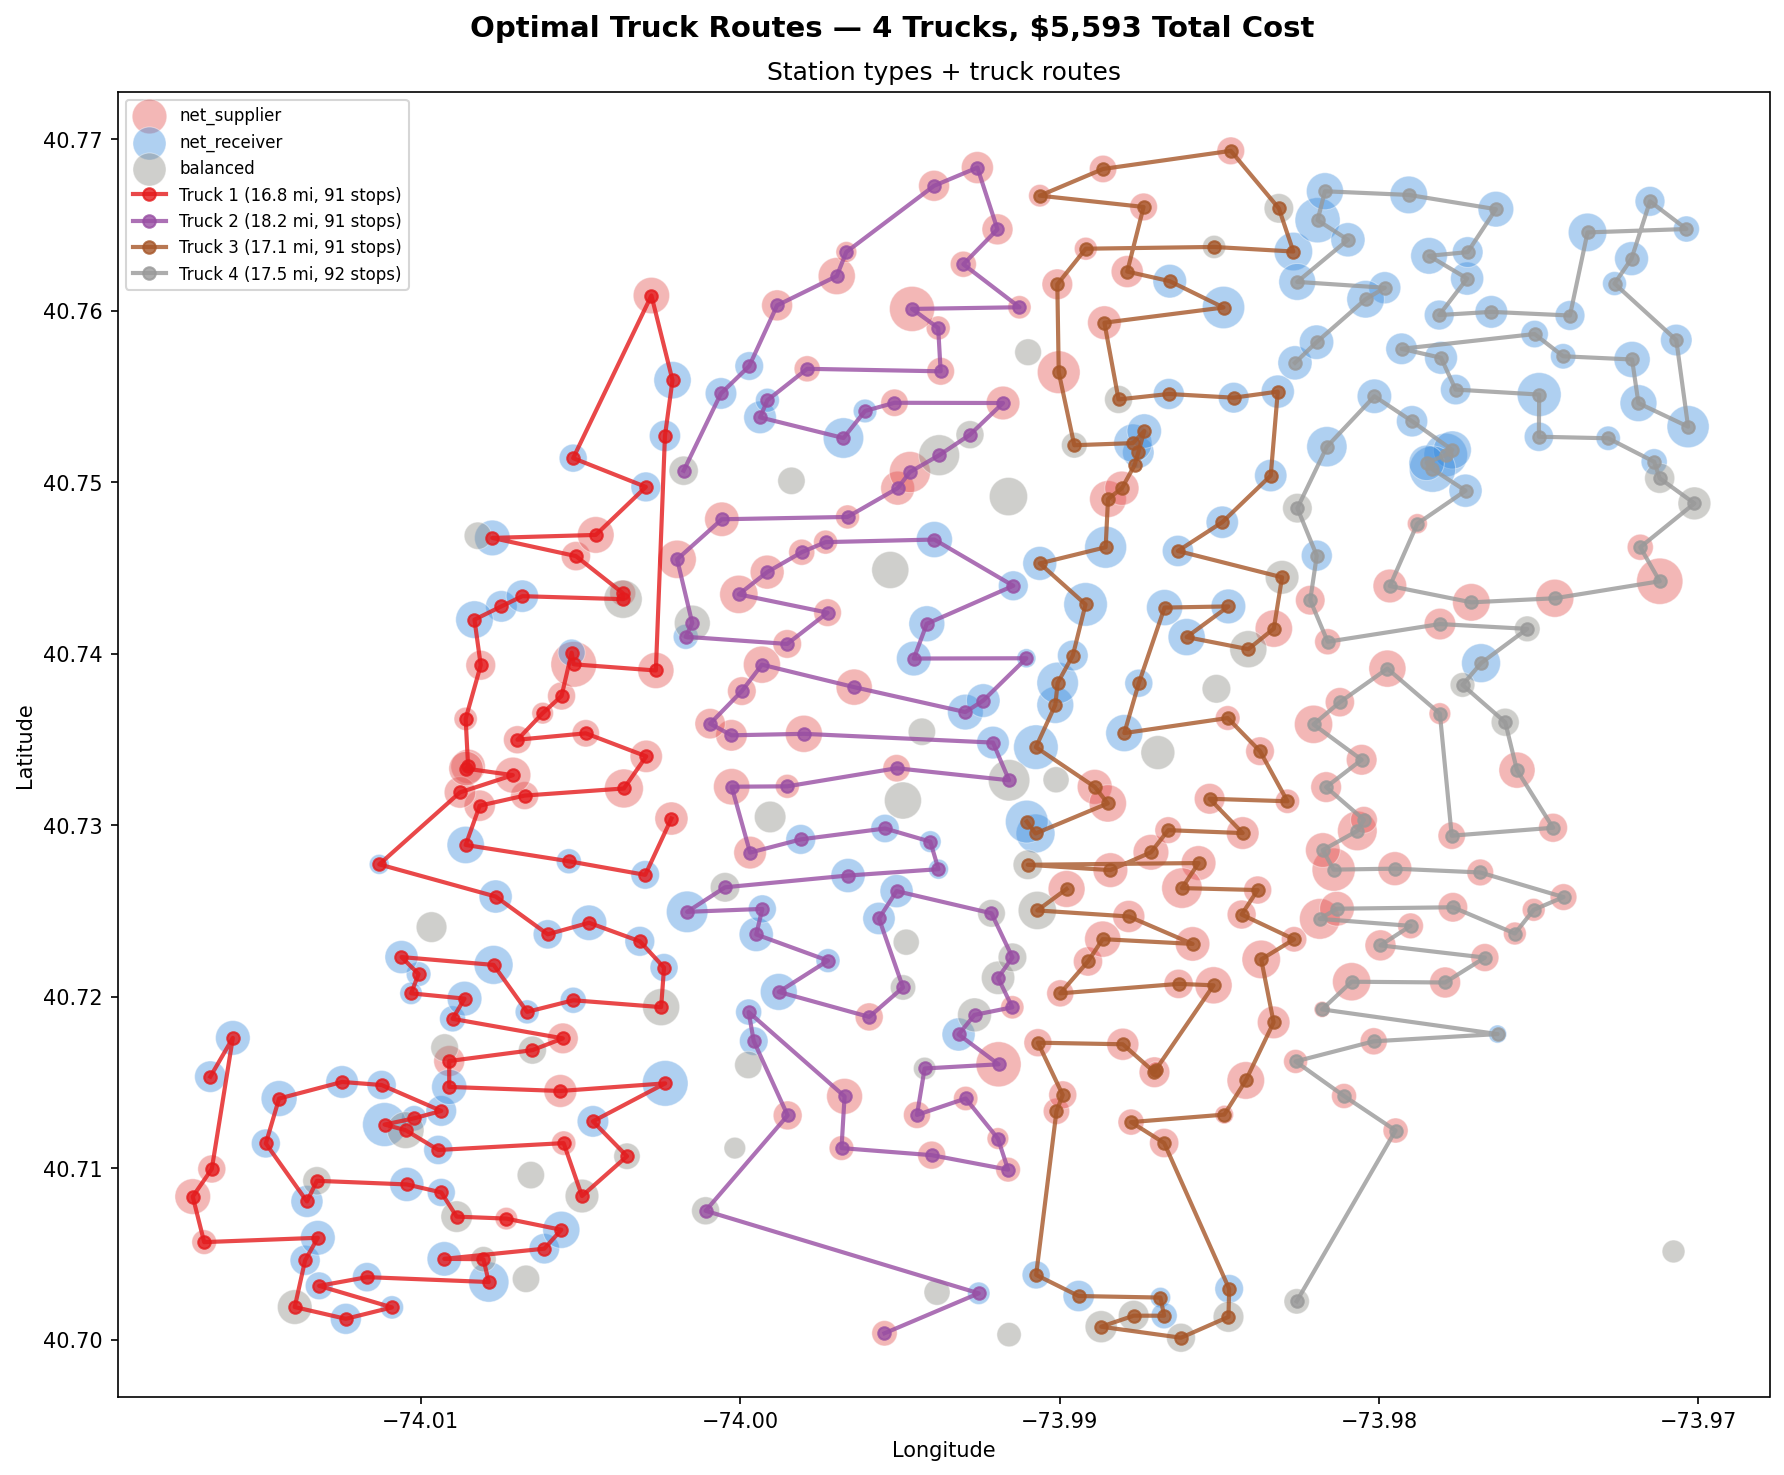 Optimal Truck Routes — 4 Trucks, $5,593 Total Cost
Station types + truck routes
net_supplier
net_receiver
balanced
Truck 1 (16.8 mi, 91 stops)
Truck 2 (18.2 mi, 91 stops)
Truck 3 (17.1 mi, 91 stops)
Truck 4 (17.5 mi, 92 stops)
40.77
40.76
40.75
40.74
40.73
40.72
40.71
40.70
Latitude
−74.01
−74.00
−73.99
−73.98
−73.97
Longitude